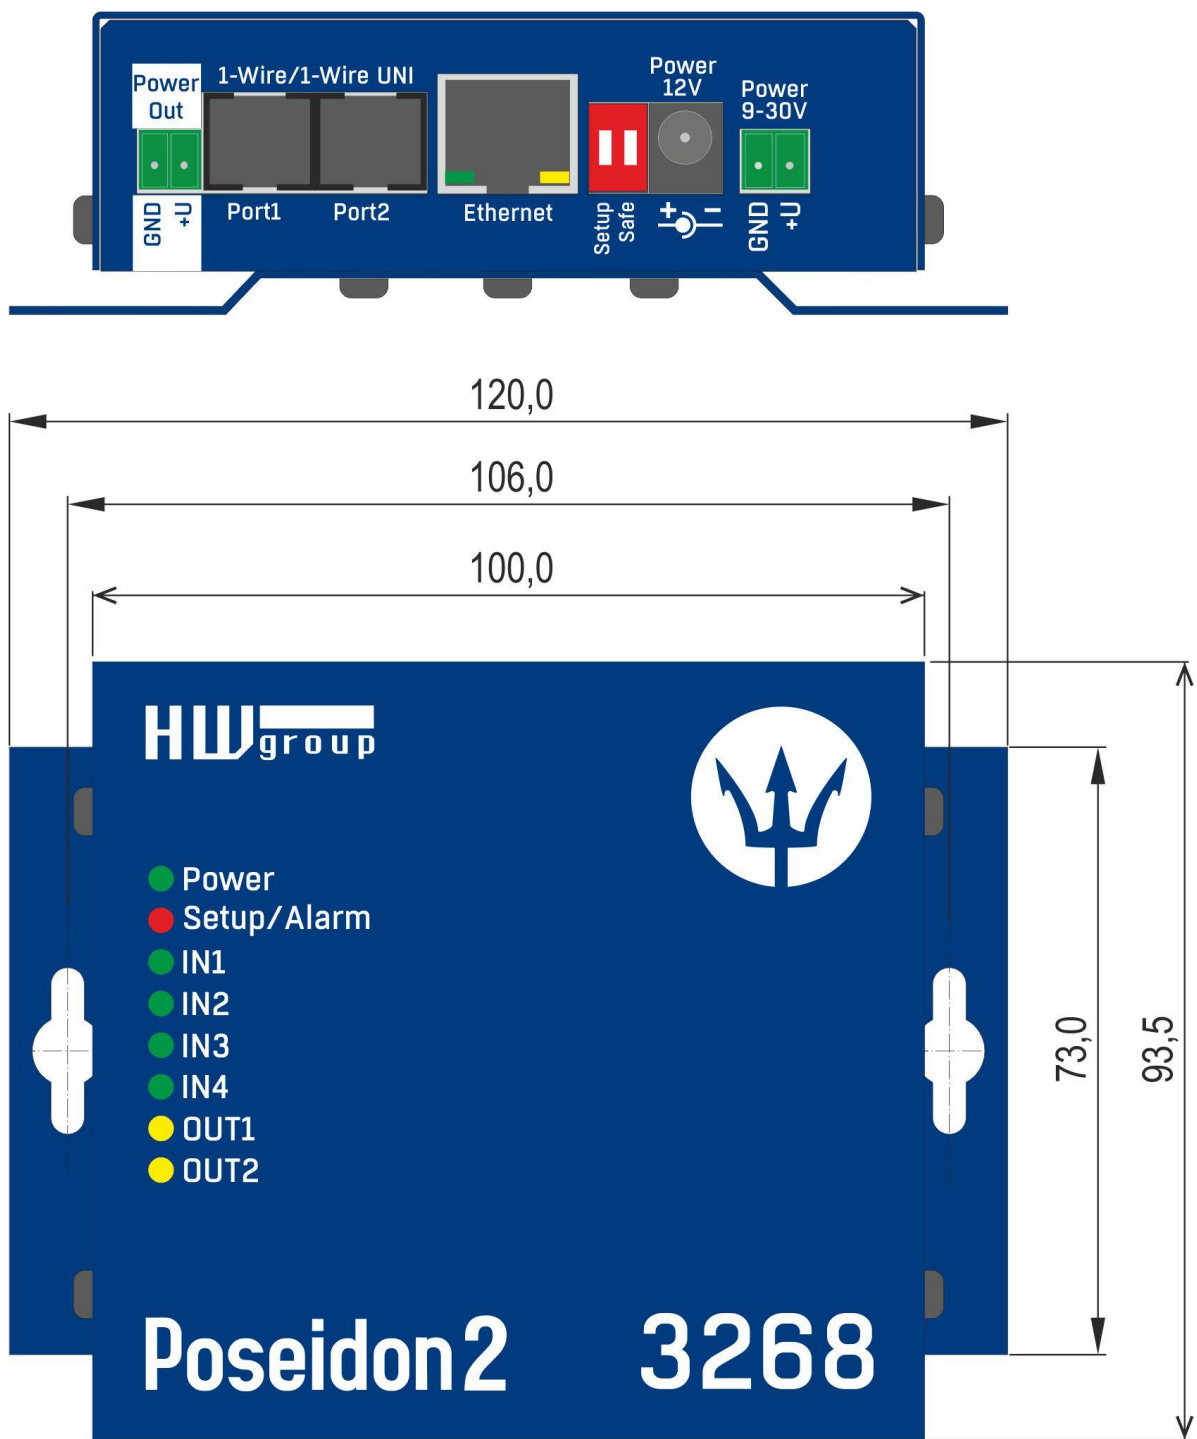 Power
Out
1-Wire/1-Wire UNI
Power
12V
Power
9-30V
Port1
Port2
Ethernet
GND
+U
Setup
Safe
+
−
GND
+U
120,0
106,0
100,0
HW group
Power
Setup/Alarm
IN1
IN2
IN3
IN4
OUT1
OUT2
73,0
93,5
Poseidon2 3268